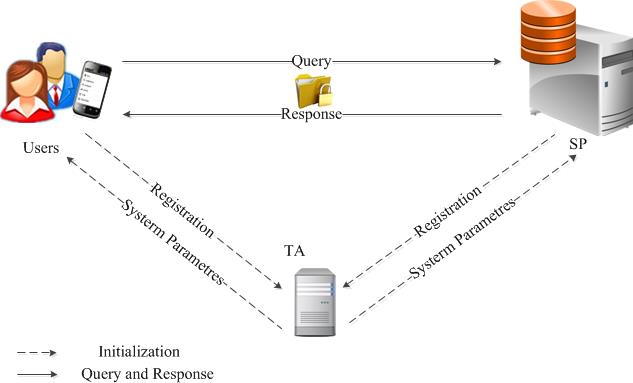 Query
Response
Users
SP
Registration
Systerm Parametres
Registration
Systerm Parametres
TA
Initialization
Query and Response